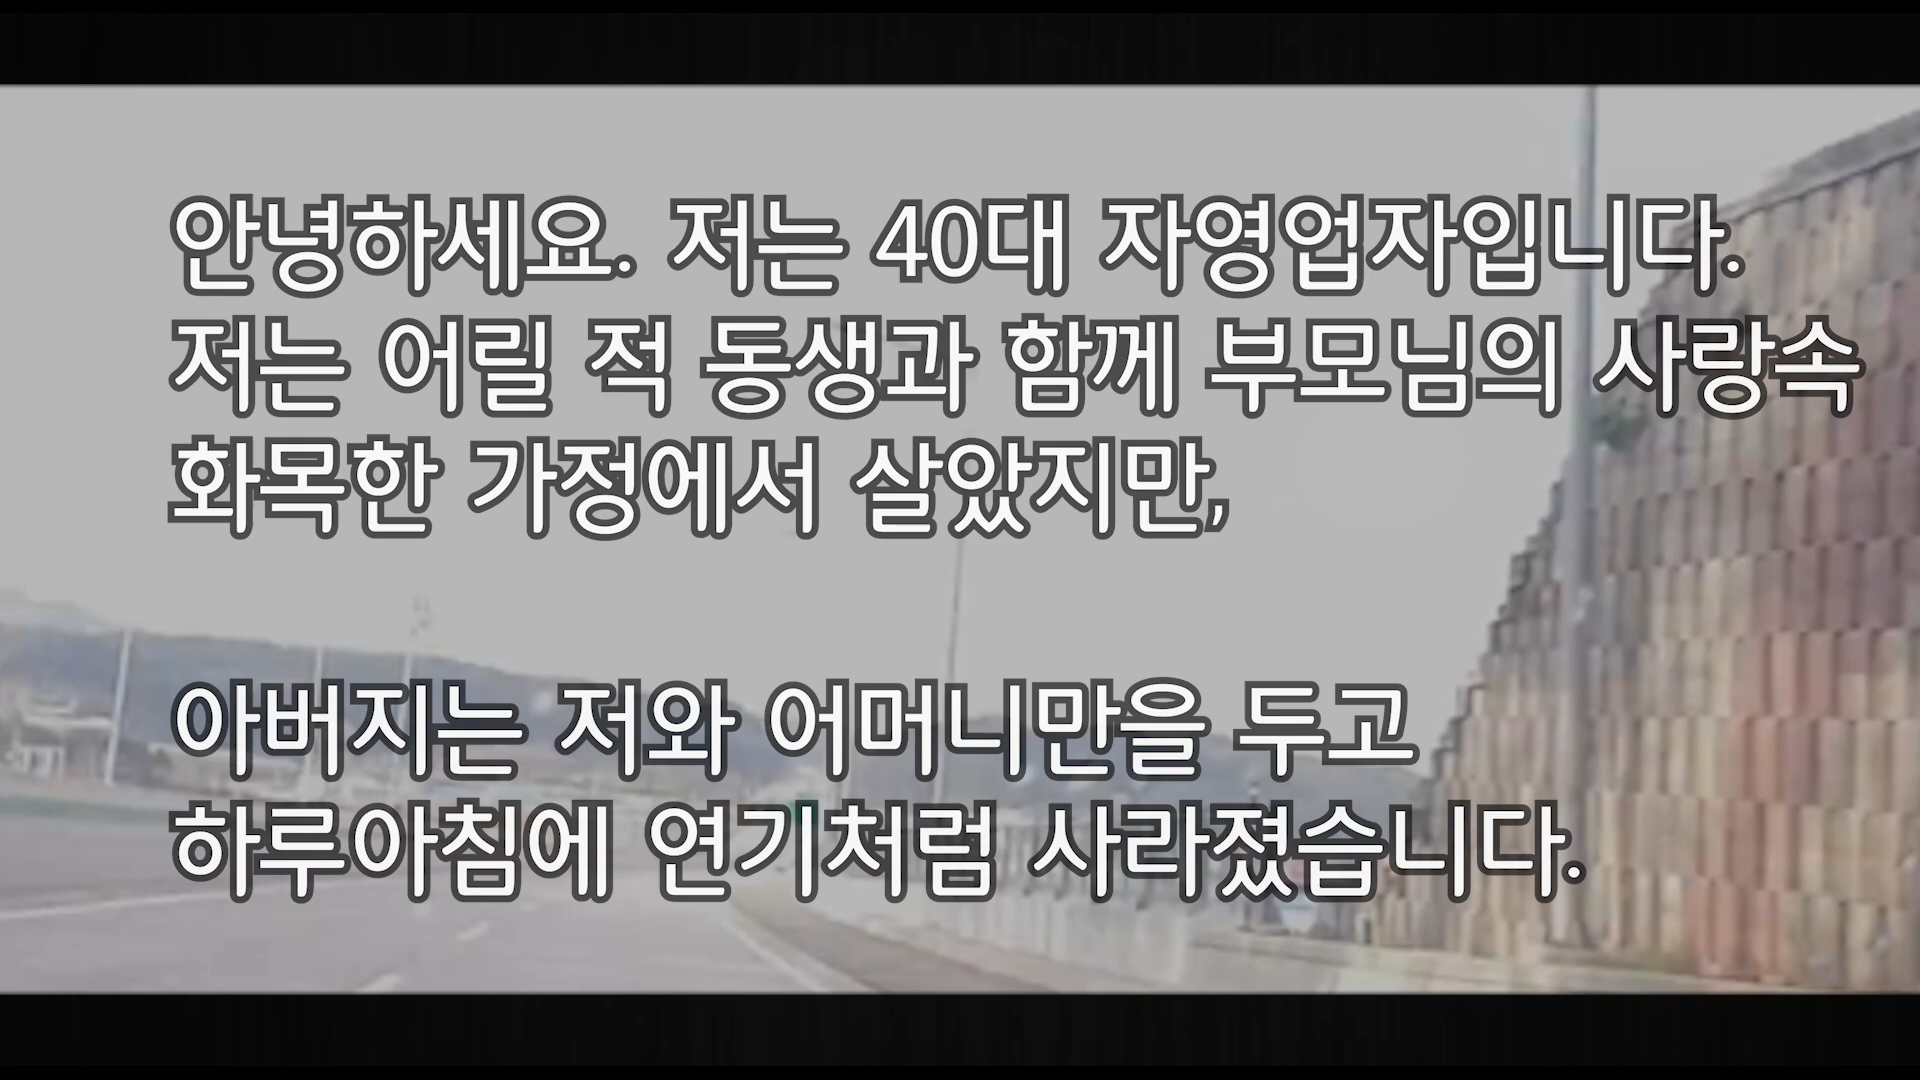 안녕하세요. 저는 40대 자영업자입니다.
저는 어릴 적 동생과 함께 부모님의 사랑속
화목한 가정에서 살았지만,
아버지는 저와 어머니만을 두고
하루아침에 연기처럼 사라졌습니다.